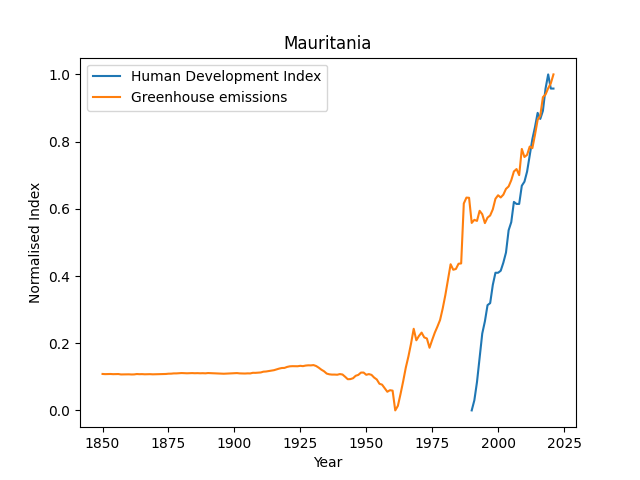 Mauritania
Human Development Index
Greenhouse emissions
Normalised Index
1.0
0.8
0.6
0.4
0.2
0.0
1850 1875 1900 1925 1950 1975 2000 2025
Year